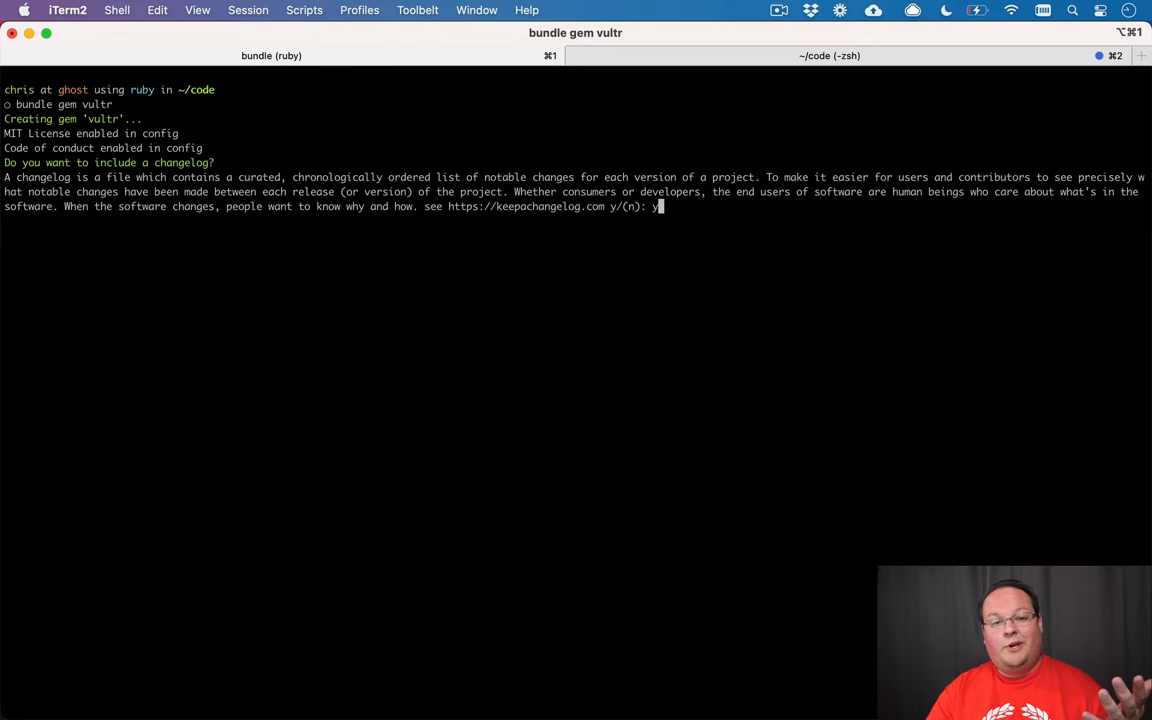 iTerm2 Shell Edit View Session Scripts Profiles Toolbelt Window Help
bundle gem vultr
⌥⌘1
bundle (ruby) ⌘1 ~/code (-zsh) ⌘2
chris at ghost using ruby in ~/code
○ bundle gem vultr
Creating gem 'vultr'...
MIT License enabled in config
Code of conduct enabled in config
Do you want to include a changelog?
A changelog is a file which contains a curated, chronologically ordered list of notable changes for each version of a project. To make it easier for users and contributors to see precisely w
hat notable changes have been made between each release (or version) of the project. Whether consumers or developers, the end users of software are human beings who care about what's in the
software. When the software changes, people want to know why and how. see https://keepachangelog.com y/(n): y